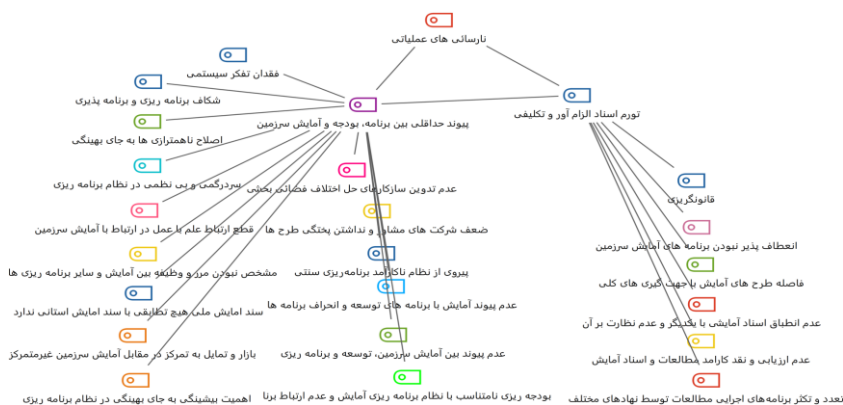 نارسائی های عملیاتی
فقدان تفکر سیستمی
شکاف برنامه ریزی و برنامه پذیری
تورم اسناد الزام آور و تکلیفی
پیوند حداقلی بین برنامه، بودجه و آمایش سرزمین
اصلاح ناهمترازی ها به جای بهینگی
سردرگمی و بی نظمی در نظام برنامه ریزی
عدم تدوین سازکارهای حل اختلاف فضائی بخشی
قانونگریزی
قطع ارتباط علم با عمل در ارتباط با آمایش سرزمین
ضعف شرکت های مشاور و نداشتن پختگی طرح ها
انعطاف پذیر نبودن برنامه های آمایش سرزمین
مشخص نبودن مرر و وظیفه بین آمایش و سایر برنامه ریزی ها
پیروی از نظام ناکارآمد برنامه‌ریزی سنتی
فاصله طرح های آمایش با جهت گیری های کلی
سند امایش ملی هیچ تطابقی با سند امایش استانی ندارد
عدم پیوند آمایش با برنامه های توسعه و انحراف برنامه ها
عدم انطباق اسناد آمایشی با یکدیگر و عدم نظارت بر آن
بازار و تمایل به تمرکز در مقابل آمایش سرزمین غیرمتمرکز
عدم پیوند بین آمایش سرزمین، توسعه و برنامه ریزی
عدم ارزیابی و نقد کارامد مطالعات و اسناد آمایش
اهمیت بیشینگی به جای بهینگی در نظام برنامه ریزی
بودجه ریزی نامتناسب با نظام برنامه ریزی آمایش و عدم ارتباط برنا
تعدد و تکثر برنامه‌های اجرایی مطالعات توسط نهادهای مختلف